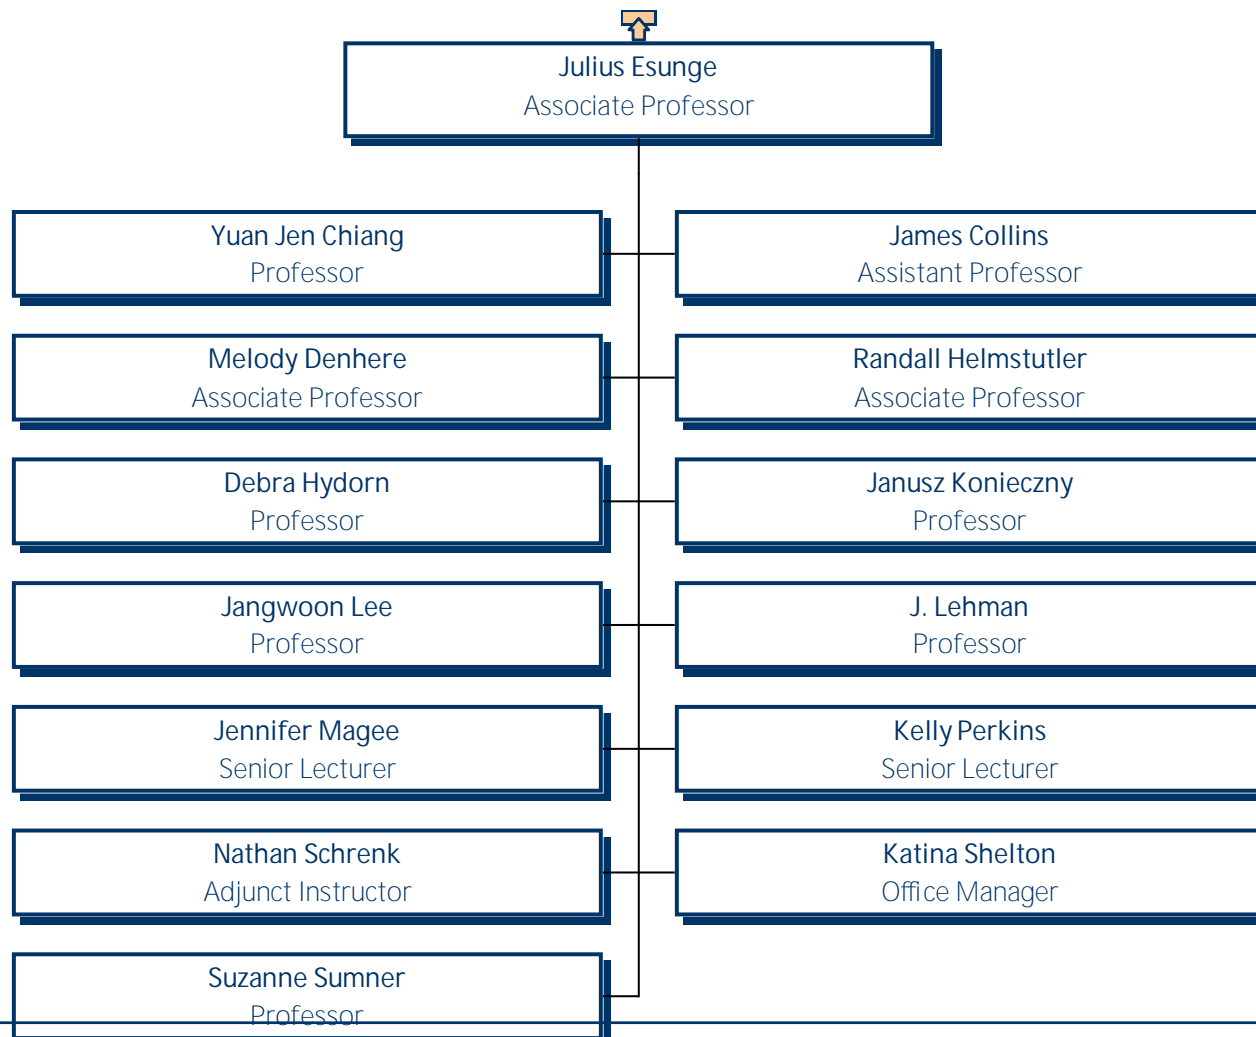 Julius Esunge
Associate Professor
Yuan Jen Chiang
Professor
James Collins
Assistant Professor
Melody Denhere
Associate Professor
Randall Helmstutler
Associate Professor
Debra Hydorn
Professor
Janusz Konieczny
Professor
Jangwoon Lee
Professor
J. Lehman
Professor
Jennifer Magee
Senior Lecturer
Kelly Perkins
Senior Lecturer
Nathan Schrenk
Adjunct Instructor
Katina Shelton
Office Manager
Suzanne Sumner
Professor